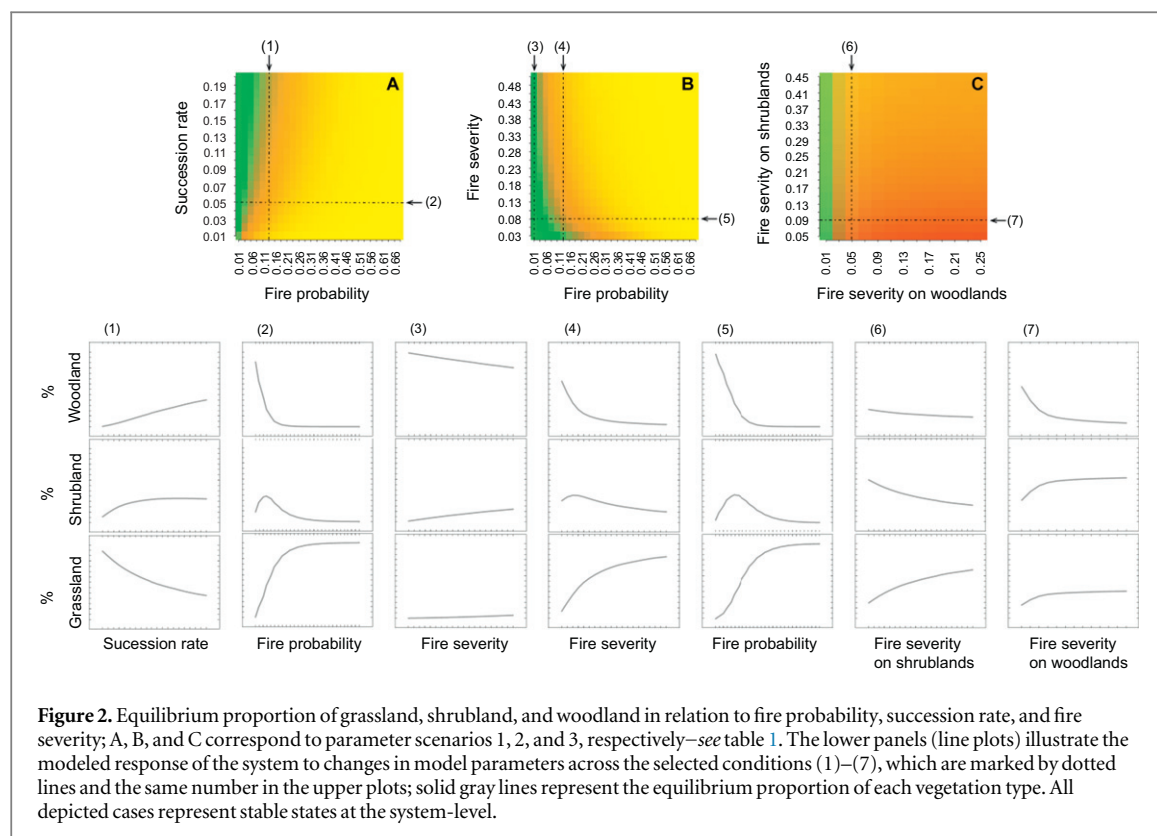 (1)
(3) (4)
(6)
A
B
C
Succession rate
0.19
0.17
0.15
0.13
0.11
0.09
0.07
0.05
0.03
0.01
(2)
0.01 0.06 0.11 0.16 0.21 0.26 0.31 0.36 0.41 0.46 0.51 0.56 0.61 0.66
Fire probability
Fire severity
0.48
0.43
0.38
0.33
0.28
0.23
0.18
0.13
0.08
0.03
(5)
0.01 0.06 0.11 0.16 0.21 0.26 0.31 0.36 0.41 0.46 0.51 0.56 0.61 0.66
Fire probability
Fire servity on shrublands
0.45
0.41
0.37
0.33
0.29
0.25
0.21
0.17
0.13
0.09
0.05
(7)
0.01 0.05 0.09 0.13 0.17 0.21 0.25
Fire severity on woodlands
(1) (2) (3) (4) (5) (6) (7)
% Woodland
% Shrubland
% Grassland
Sucession rate
Fire probability
Fire severity
Fire severity
Fire probability
Fire severity
on shrublands
Fire severity
on woodlands
Figure 2. Equilibrium proportion of grassland, shrubland, and woodland in relation to fire probability, succession rate, and fire
severity; A, B, and C correspond to parameter scenarios 1, 2, and 3, respectively–see table 1. The lower panels (line plots) illustrate the
modeled response of the system to changes in model parameters across the selected conditions (1)–(7), which are marked by dotted
lines and the same number in the upper plots; solid gray lines represent the equilibrium proportion of each vegetation type. All
depicted cases represent stable states at the system-level.